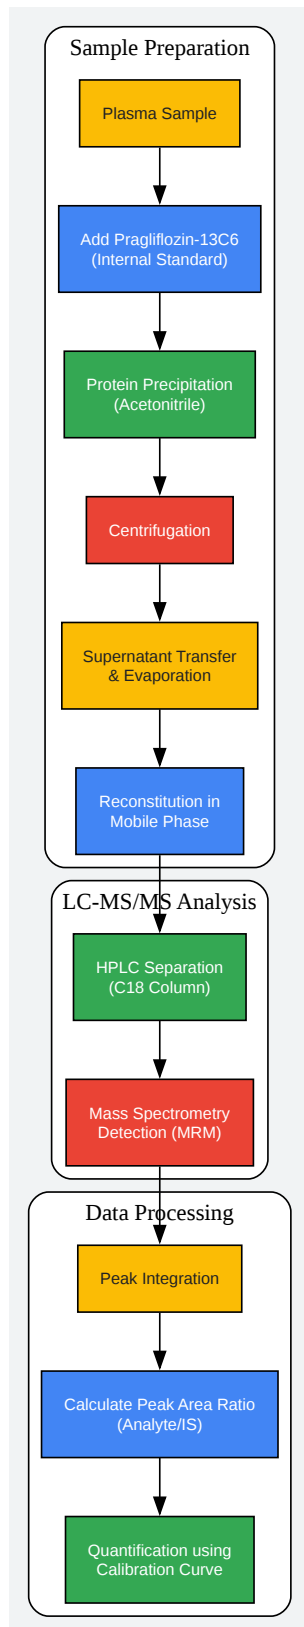 Sample Preparation
Plasma Sample
Add Pragliflozin-13C6
(Internal Standard)
Protein Precipitation
(Acetonitrile)
Centrifugation
Supernatant Transfer
& Evaporation
Reconstitution in
Mobile Phase
LC-MS/MS Analysis
HPLC Separation
(C18 Column)
Mass Spectrometry
Detection (MRM)
Data Processing
Peak Integration
Calculate Peak Area Ratio
(Analyte/IS)
Quantification using
Calibration Curve